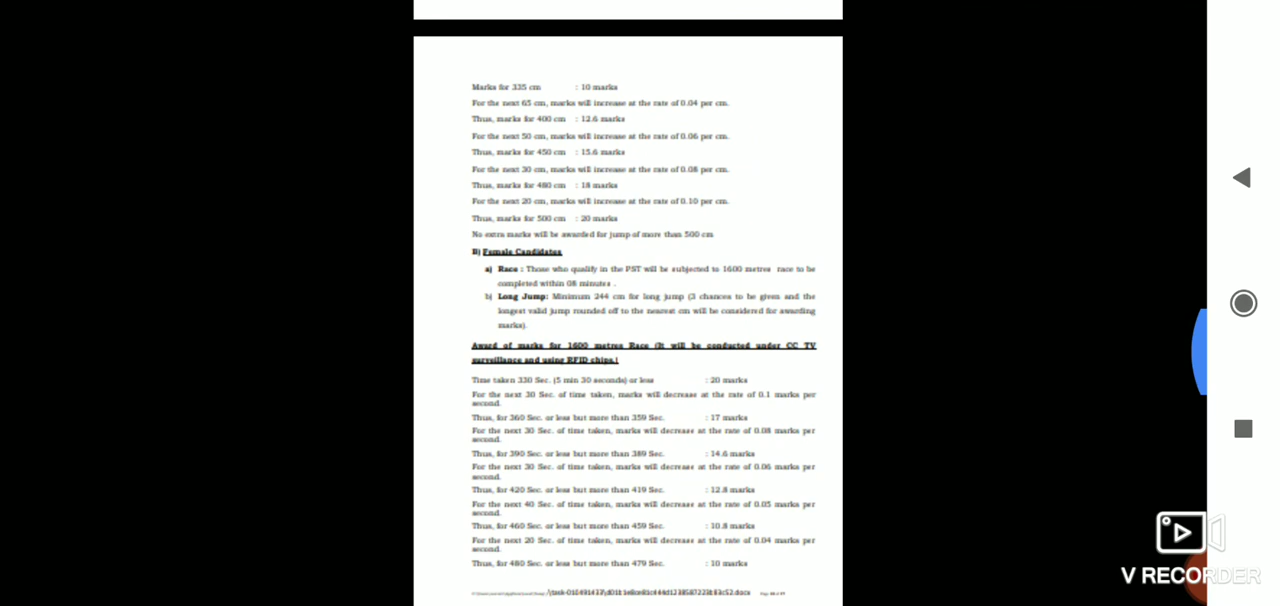 Marks for 335 cm : 10 marks
For the next 65 cm, marks will increase at the rate of 0.04 per cm.
Thus, marks for 400 cm : 12.6 marks
For the next 50 cm, marks will increase at the rate of 0.06 per cm.
Thus, marks for 450 cm : 15.6 marks
For the next 30 cm, marks will increase at the rate of 0.08 per cm.
Thus, marks for 480 cm : 18 marks
For the next 20 cm, marks will increase at the rate of 0.10 per cm.
Thus, marks for 500 cm : 20 marks
No extra marks will be awarded for jump of more than 500 cm
B) Female Candidates
a) Race : Those who qualify in the PST will be subjected to 1600 metres race to be
completed within 08 minutes .
b) Long Jump: Minimum 244 cm for long jump (3 chances to be given and the
longest valid jump rounded off to the nearest cm will be considered for awarding
marks).
Award of marks for 1600 metres Race (It will be conducted under CC TV
surveillance and using RFID chips.)
Time taken 330 Sec. (5 min 30 seconds) or less : 20 marks
For the next 30 Sec. of time taken, marks will decrease at the rate of 0.1 marks per
second.
Thus, for 360 Sec. or less but more than 359 Sec. : 17 marks
For the next 30 Sec. of time taken, marks will decrease at the rate of 0.08 marks per
second.
Thus, for 390 Sec. or less but more than 389 Sec. : 14.6 marks
For the next 30 Sec. of time taken, marks will decrease at the rate of 0.06 marks per
second.
Thus, for 420 Sec. or less but more than 419 Sec. : 12.8 marks
For the next 40 Sec. of time taken, marks will decrease at the rate of 0.05 marks per
second.
Thus, for 460 Sec. or less but more than 459 Sec. : 10.8 marks
For the next 20 Sec. of time taken, marks will decrease at the rate of 0.04 marks per
second.
Thus, for 480 Sec. or less but more than 479 Sec. : 10 marks
Page
V RECORDER